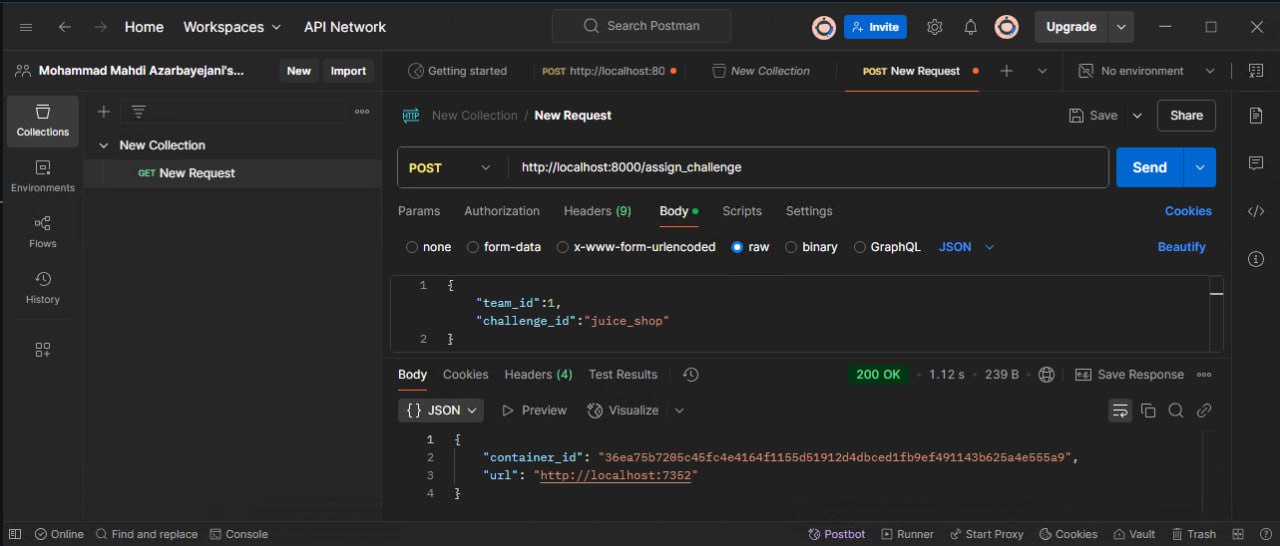 Home Workspaces API Network Search Postman Invite Upgrade
Mohammad Mahdi Azarbayejani's... New Import Getting started POST http://localhost:80 New Collection POST New Request No environment
Collections
Environments
Flows
History
New Collection
GET New Request
HTTP New Collection / New Request Save Share
POST http://localhost:8000/assign_challenge Send
Params Authorization Headers (9) Body Scripts Settings Cookies
none form-data x-www-form-urlencoded raw binary GraphQL JSON Beautify
1 {
"team_id":1,
"challenge_id":"juice_shop"
2 }
Body Cookies Headers (4) Test Results 200 OK 1.12 s 239 B e.g. Save Response
{} JSON Preview Visualize
1 {
2 "container_id": "36ea75b7205c45fc4e4164f1155d51912d4dbced1fb9ef491143b625a4e555a9",
3 "url": "http://localhost:7352"
4 }
Online Find and replace Console Postbot Runner Start Proxy Cookies Vault Trash